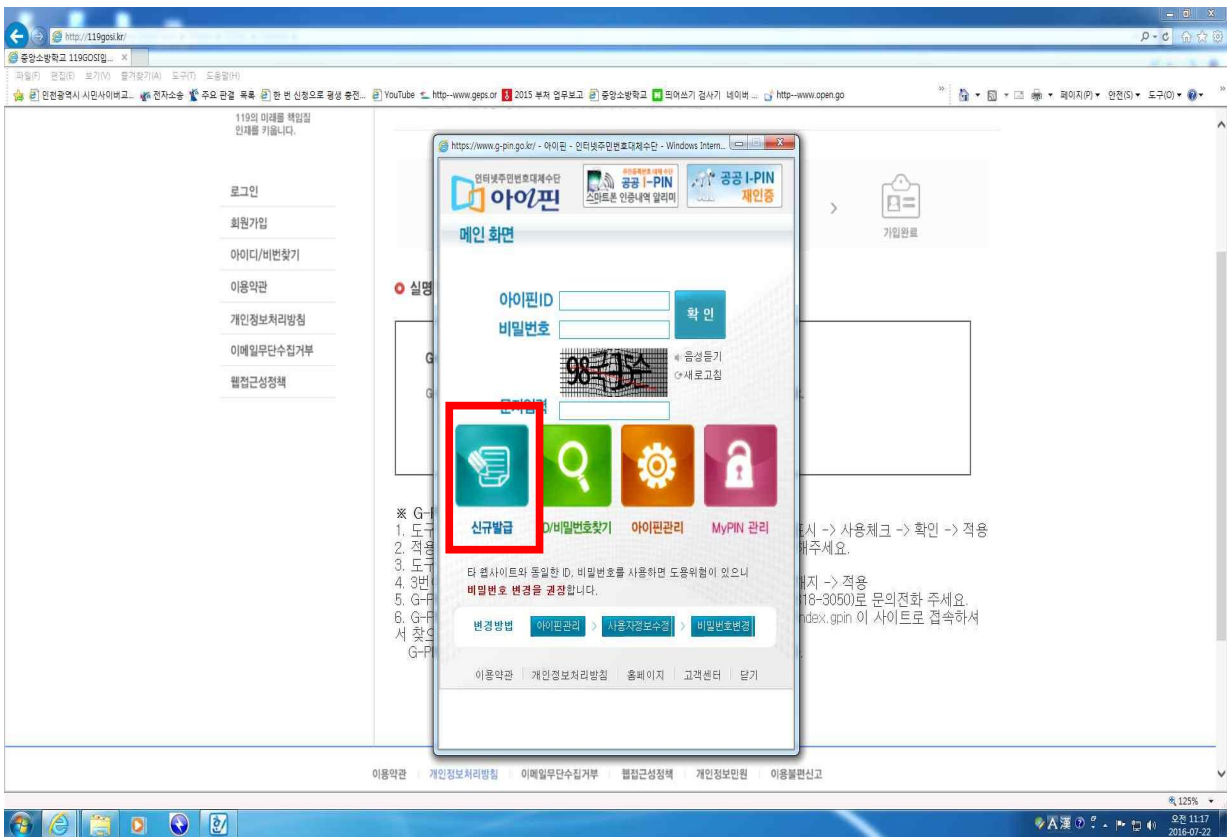 http://119gosi.kr/
중앙소방학교 119GOSI입...
파일(F) 편집(E) 보기(V) 즐겨찾기(A) 도구(T) 도움말(H)
인천광역시 시민사이버교... 전자소송 주요 판결 목록 한 번 신청으로 평생 충전... YouTube http--www.geps.or 2015 부처 업무보고 중앙소방학교 띄어쓰기 검사기 네이버 ... http--www.open.go
페이지(P) 안전(S) 도구(O)
119의 미래를 책임질
인재를 키웁니다.
로그인
회원가입
아이디/비번찾기
이용약관
개인정보처리방침
이메일무단수집거부
웹접근성정책
가입완료
실명
https://www.g-pin.go.kr/ - 아이핀 - 인터넷주민번호대체수단 - Windows Intern...
인터넷주민번호대체수단
아이핀
공공 I-PIN
스마트폰 인증내역 알리미
공공 I-PIN
재인증
메인 화면
아이핀ID
비밀번호
확 인
음성듣기
새로고침
문자입력
신규발급
ID/비밀번호찾기
아이핀관리
MyPIN 관리
타 웹사이트와 동일한 ID, 비밀번호를 사용하면 도용위험이 있으니
비밀번호 변경을 권장합니다.
변경방법 아이핀관리 > 사용자정보수정 > 비밀번호변경
이용약관 개인정보처리방침 홈페이지 고객센터 닫기
※ G-
1. 도구 표시 -> 사용체크 -> 확인 -> 적용
2. 적용 해주세요.
3. 도구
4. 3번 해지 -> 적용
5. G-P 18-3050)로 문의전화 주세요.
6. G-P ndex.gpin 이 사이트로 접속하셔
서 찾으
G-P
이용약관 개인정보처리방침 이메일무단수집거부 웹접근성정책 개인정보민원 이용불편신고
125%
오전 11:17
2016-07-22